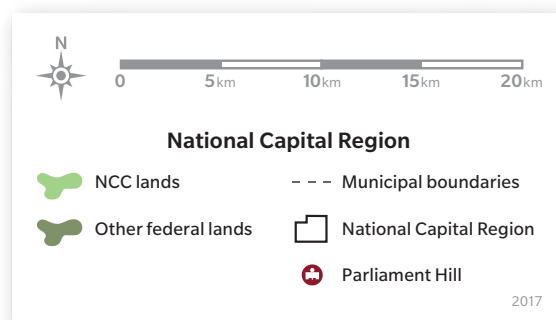 N
0 5km 10km 15km 20km
National Capital Region
NCC lands
Municipal boundaries
Other federal lands
National Capital Region
Parliament Hill
2017